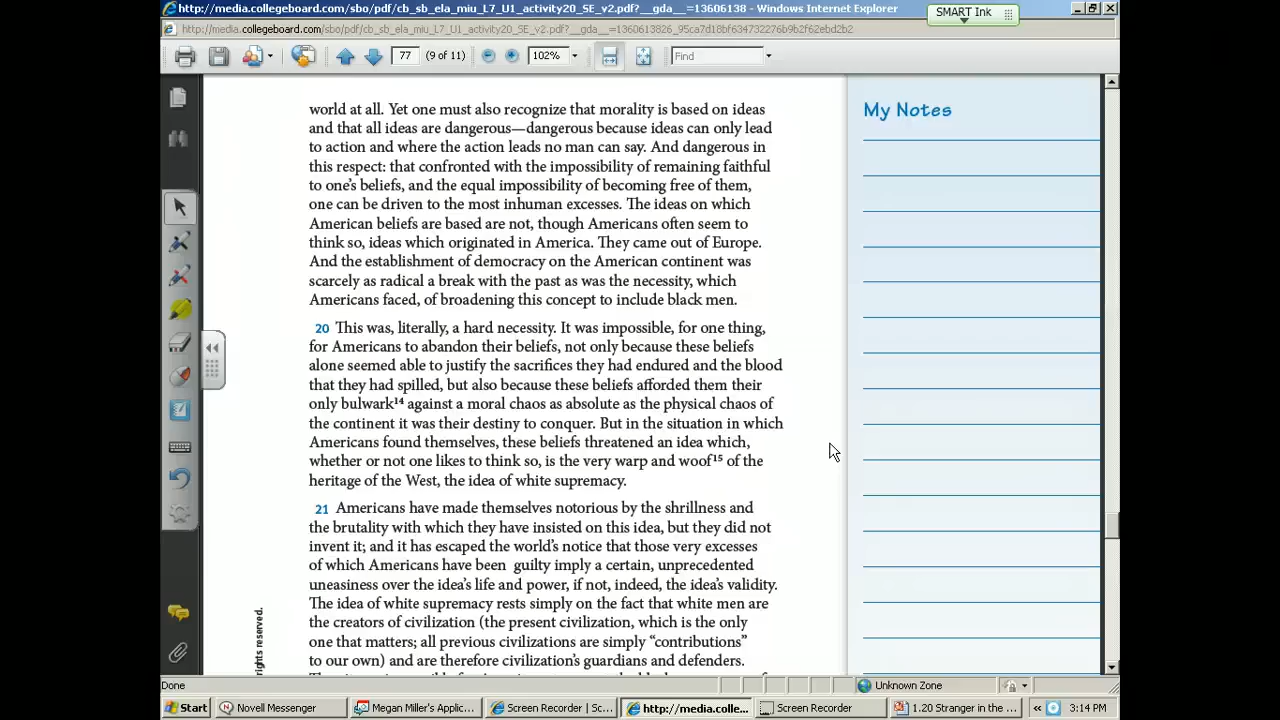 http://media.collegeboard.com/sbo/pdf/cb_sb_ela_miu_L7_U1_activity20_SE_v2.pdf?__gda__=13606138 - Windows Internet Explorer
SMART Ink
http://media.collegeboard.com/sbo/pdf/cb_sb_ela_miu_L7_U1_activity20_SE_v2.pdf?__gda__=1360613826_95ca7d18bf634732276b9b2f62ebd2b2
77 (9 of 11) 102% Find
world at all. Yet one must also recognize that morality is based on ideas
and that all ideas are dangerous—dangerous because ideas can only lead
to action and where the action leads no man can say. And dangerous in
this respect: that confronted with the impossibility of remaining faithful
to one's beliefs, and the equal impossibility of becoming free of them,
one can be driven to the most inhuman excesses. The ideas on which
American beliefs are based are not, though Americans often seem to
think so, ideas which originated in America. They came out of Europe.
And the establishment of democracy on the American continent was
scarcely as radical a break with the past as was the necessity, which
Americans faced, of broadening this concept to include black men.
20 This was, literally, a hard necessity. It was impossible, for one thing,
for Americans to abandon their beliefs, not only because these beliefs
alone seemed able to justify the sacrifices they had endured and the blood
that they had spilled, but also because these beliefs afforded them their
only bulwark¹⁴ against a moral chaos as absolute as the physical chaos of
the continent it was their destiny to conquer. But in the situation in which
Americans found themselves, these beliefs threatened an idea which,
whether or not one likes to think so, is the very warp and woof¹⁵ of the
heritage of the West, the idea of white supremacy.
21 Americans have made themselves notorious by the shrillness and
the brutality with which they have insisted on this idea, but they did not
invent it; and it has escaped the world's notice that those very excesses
of which Americans have been guilty imply a certain, unprecedented
uneasiness over the idea's life and power, if not, indeed, the idea's validity.
The idea of white supremacy rests simply on the fact that white men are
the creators of civilization (the present civilization, which is the only
one that matters; all previous civilizations are simply "contributions"
to our own) and are therefore civilization's guardians and defenders.
My Notes
rights reserved.
Done
Unknown Zone
Start
Novell Messenger
Megan Miller's Applic...
Screen Recorder | Sc...
http://media.colle...
Screen Recorder
1.20 Stranger in the ...
3:14 PM